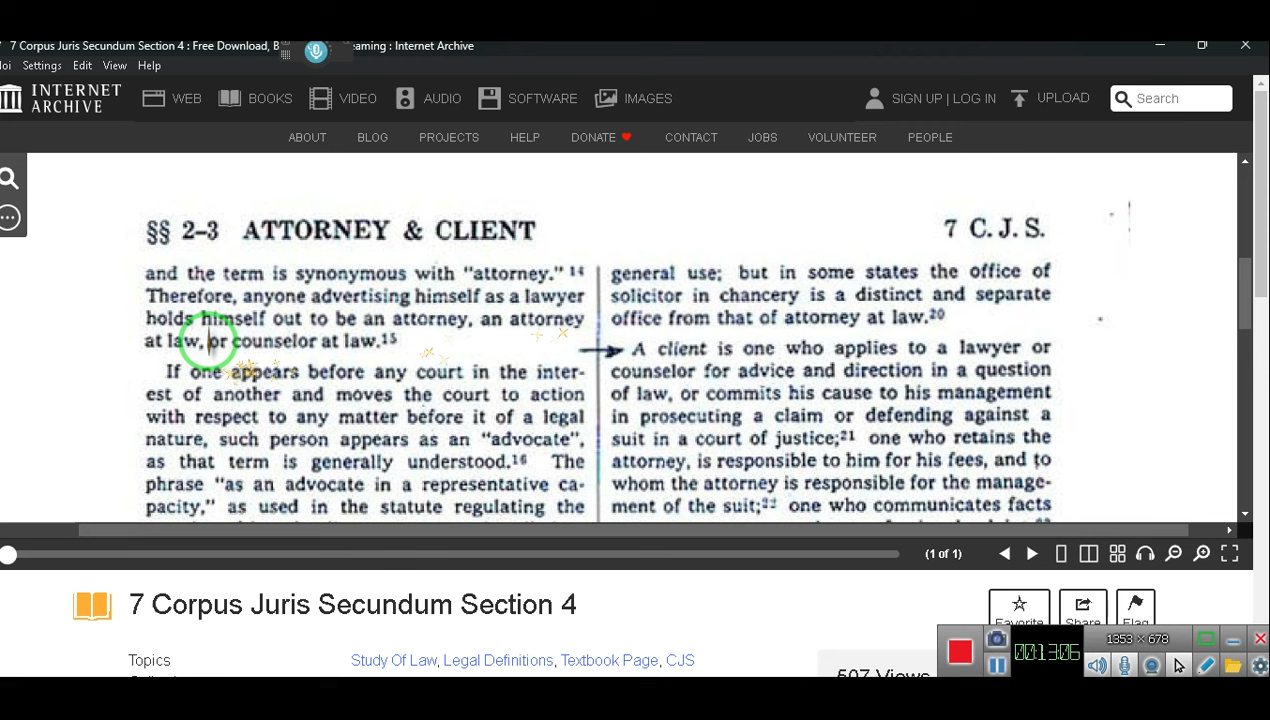 7 Corpus Juris Secundum Section 4 : Free Download, B
eaming : Internet Archive
Settings Edit View Help
INTERNET ARCHIVE
WEB BOOKS VIDEO AUDIO SOFTWARE IMAGES
SIGN UP | LOG IN UPLOAD Search
ABOUT BLOG PROJECTS HELP DONATE CONTACT JOBS VOLUNTEER PEOPLE
§§ 2–3 ATTORNEY & CLIENT
7 C. J. S.
and the term is synonymous with "attorney." 14
Therefore, anyone advertising himself as a lawyer
holds himself out to be an attorney, an attorney
at law, or counselor at law.15
If one appears before any court in the inter-
est of another and moves the court to action
with respect to any matter before it of a legal
nature, such person appears as an "advocate",
as that term is generally understood.16 The
phrase "as an advocate in a representative ca-
pacity," as used in the statute regulating the
general use; but in some states the office of
solicitor in chancery is a distinct and separate
office from that of attorney at law.20
A client is one who applies to a lawyer or
counselor for advice and direction in a question
of law, or commits his cause to his management
in prosecuting a claim or defending against a
suit in a court of justice;21 one who retains the
attorney, is responsible to him for his fees, and to
whom the attorney is responsible for the manage-
ment of the suit;22 one who communicates facts
(1 of 1)
7 Corpus Juris Secundum Section 4
Favorite Share Flag
Topics
Study Of Law, Legal Definitions, Textbook Page, CJS
507 Views
1353 × 678
00:13:06